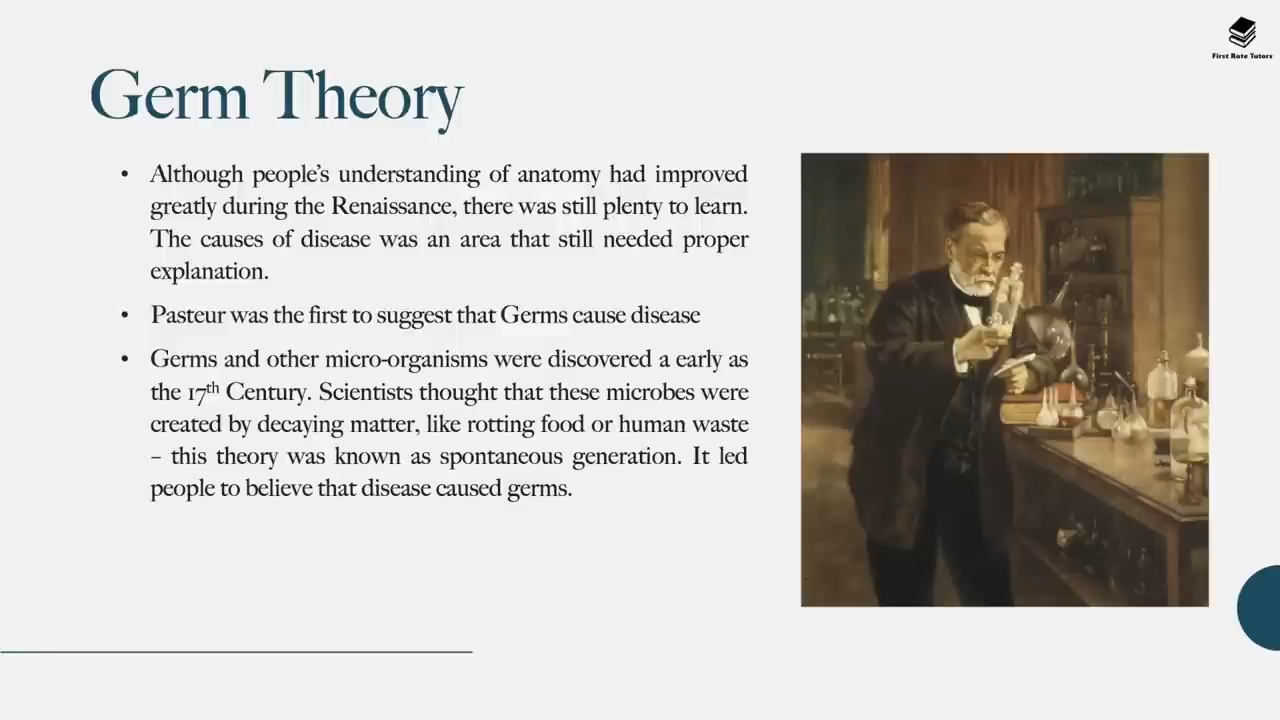 First Rate Tutors
Germ Theory
• Although people's understanding of anatomy had improved
greatly during the Renaissance, there was still plenty to learn.
The causes of disease was an area that still needed proper
explanation.
• Pasteur was the first to suggest that Germs cause disease
• Germs and other micro-organisms were discovered a early as
the 17th Century. Scientists thought that these microbes were
created by decaying matter, like rotting food or human waste
– this theory was known as spontaneous generation. It led
people to believe that disease caused germs.